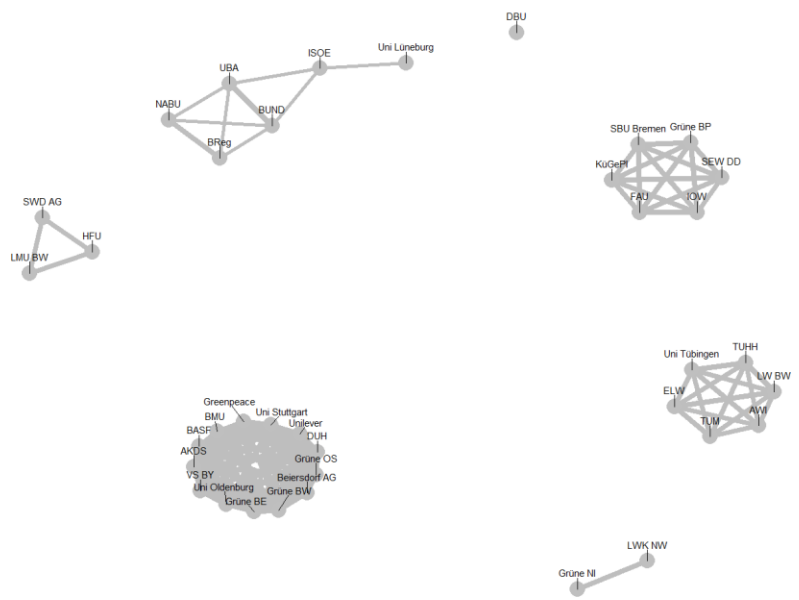 DBU
Uni Lüneburg
ISOE
UBA
NABU
BUND
BReg
SBU Bremen
Grüne BP
KüGePl
SEW DD
FAU
IOW
SWD AG
HFU
LMU BW
TUHH
Uni Tübingen
LW BW
ELW
AWI
TUM
Greenpeace
BMU
Uni Stuttgart
Unilever
BASF
DUH
AKDS
Grüne OS
VS BY
Beiersdorf AG
Uni Oldenburg
Grüne BW
Grüne BE
LWK NW
Grüne NI